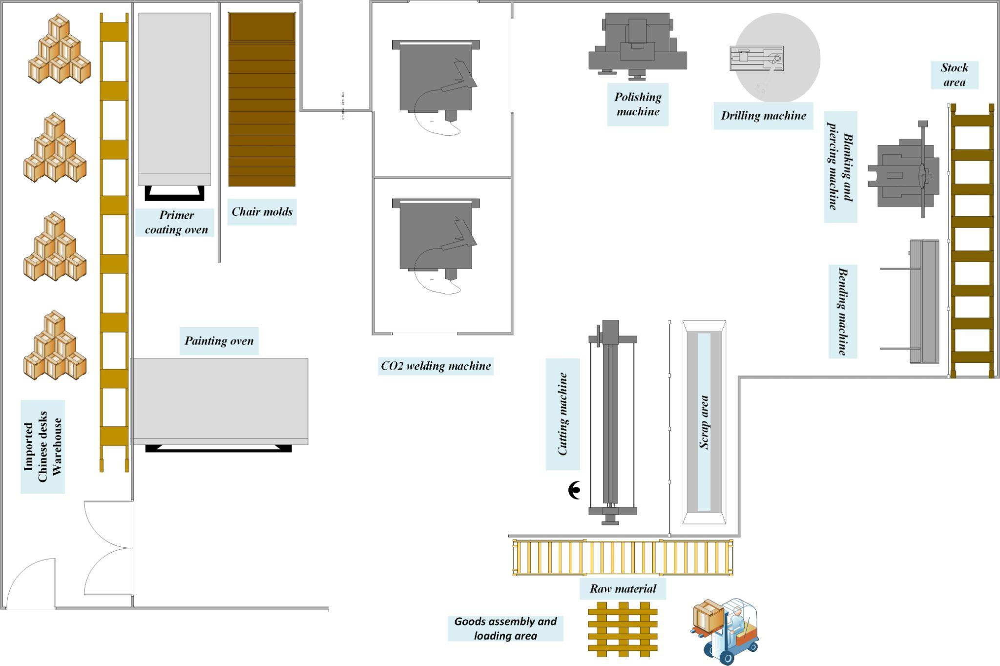 Stock
area
Polishing
machine
Drilling machine
Blanking and
piercing machine
Primer
coating oven
Chair molds
Bending machine
Painting oven
CO2 welding machine
Cutting machine
Scrap area
Imported
Chinese desks
Warehouse
Raw material
Goods assembly and
loading area